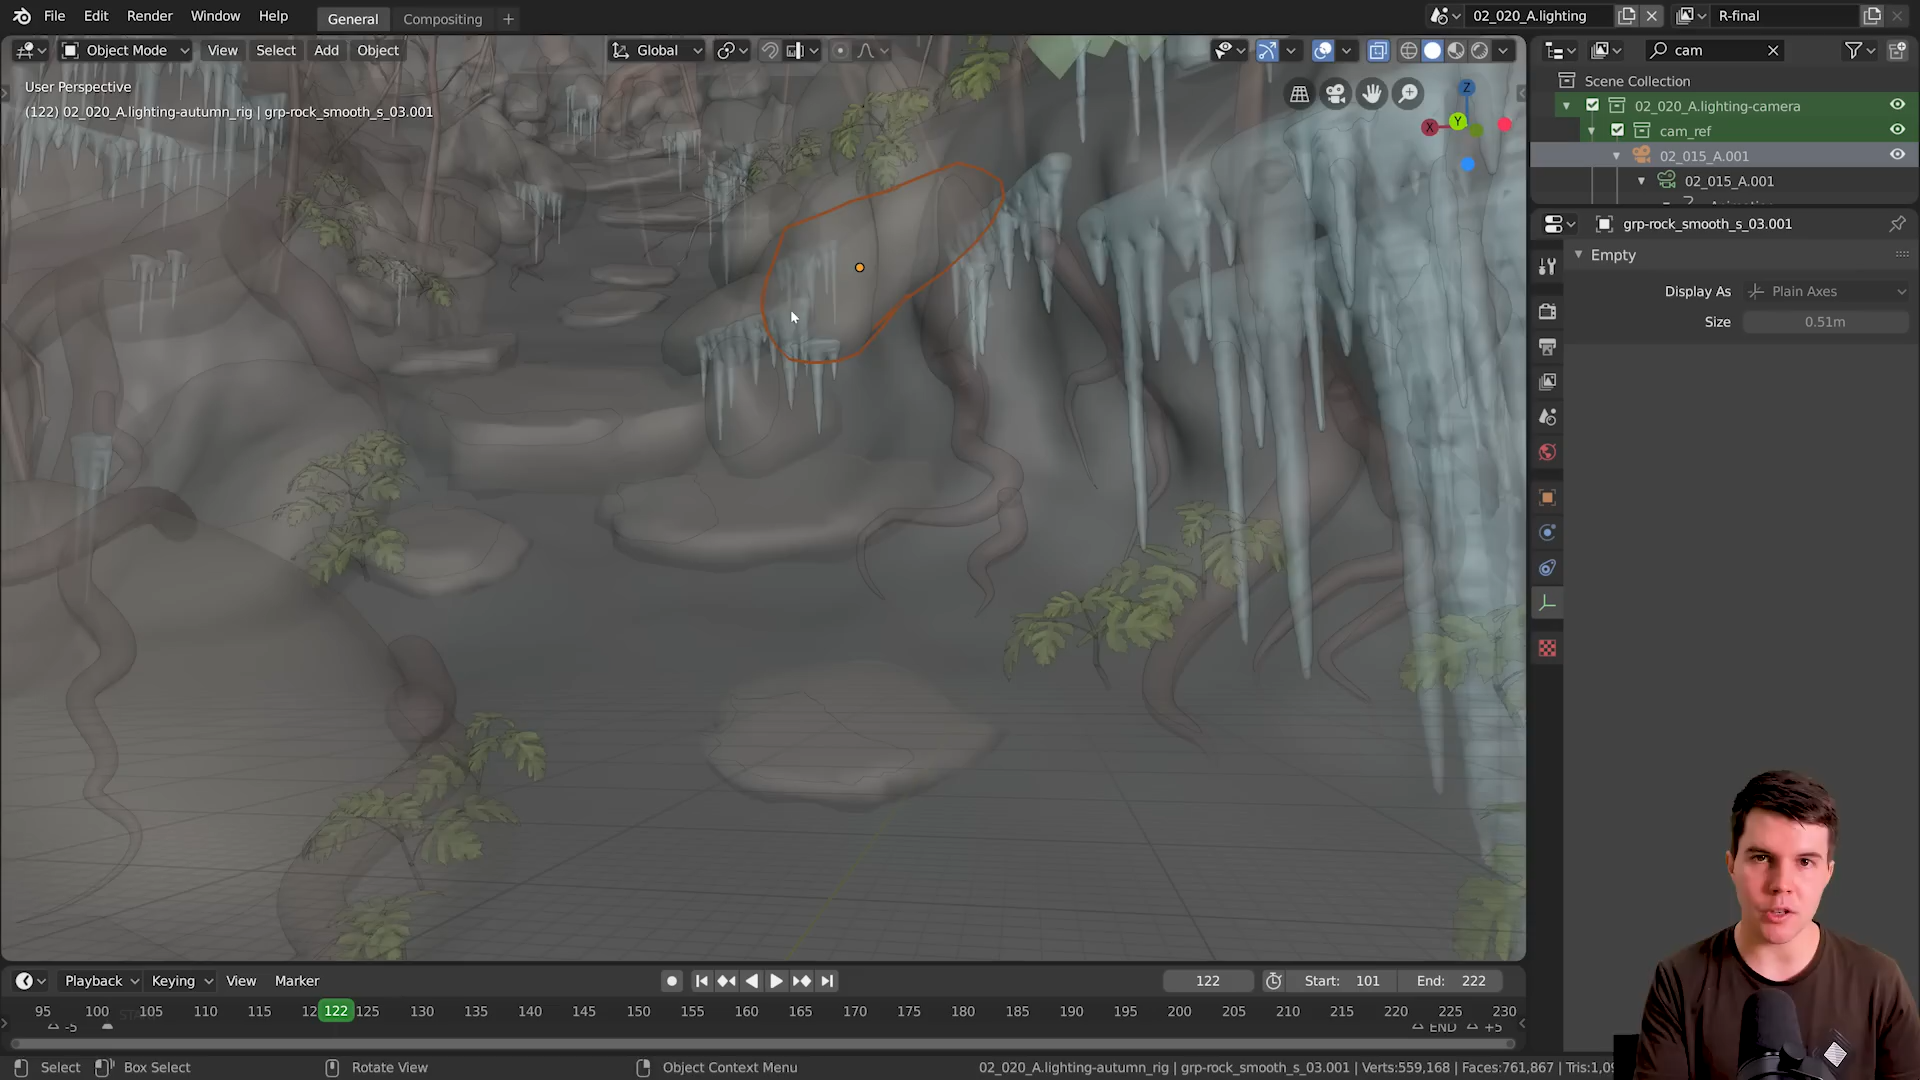 File Edit Render Window Help General Compositing + 02_020_A.lighting R-final
Object Mode View Select Add Object Global cam
User Perspective
(122) 02_020_A.lighting-autumn_rig | grp-rock_smooth_s_03.001
Z
X Y
Scene Collection
02_020_A.lighting-camera
cam_ref
02_015_A.001
02_015_A.001
grp-rock_smooth_s_03.001
Empty
Display As Plain Axes
Size 0.51m
Playback Keying View Marker 122 Start: 101 End: 222
95 100 105 110 115 12 122 125 130 135 140 145 150 155 160 165 170 175 180 185 190 195 200 205 210 215 220 225 230
-5 END +5
Select Box Select Rotate View Object Context Menu 02_020_A.lighting-autumn_rig | grp-rock_smooth_s_03.001 | Verts:559,168 | Faces:761,867 | Tris:1,0